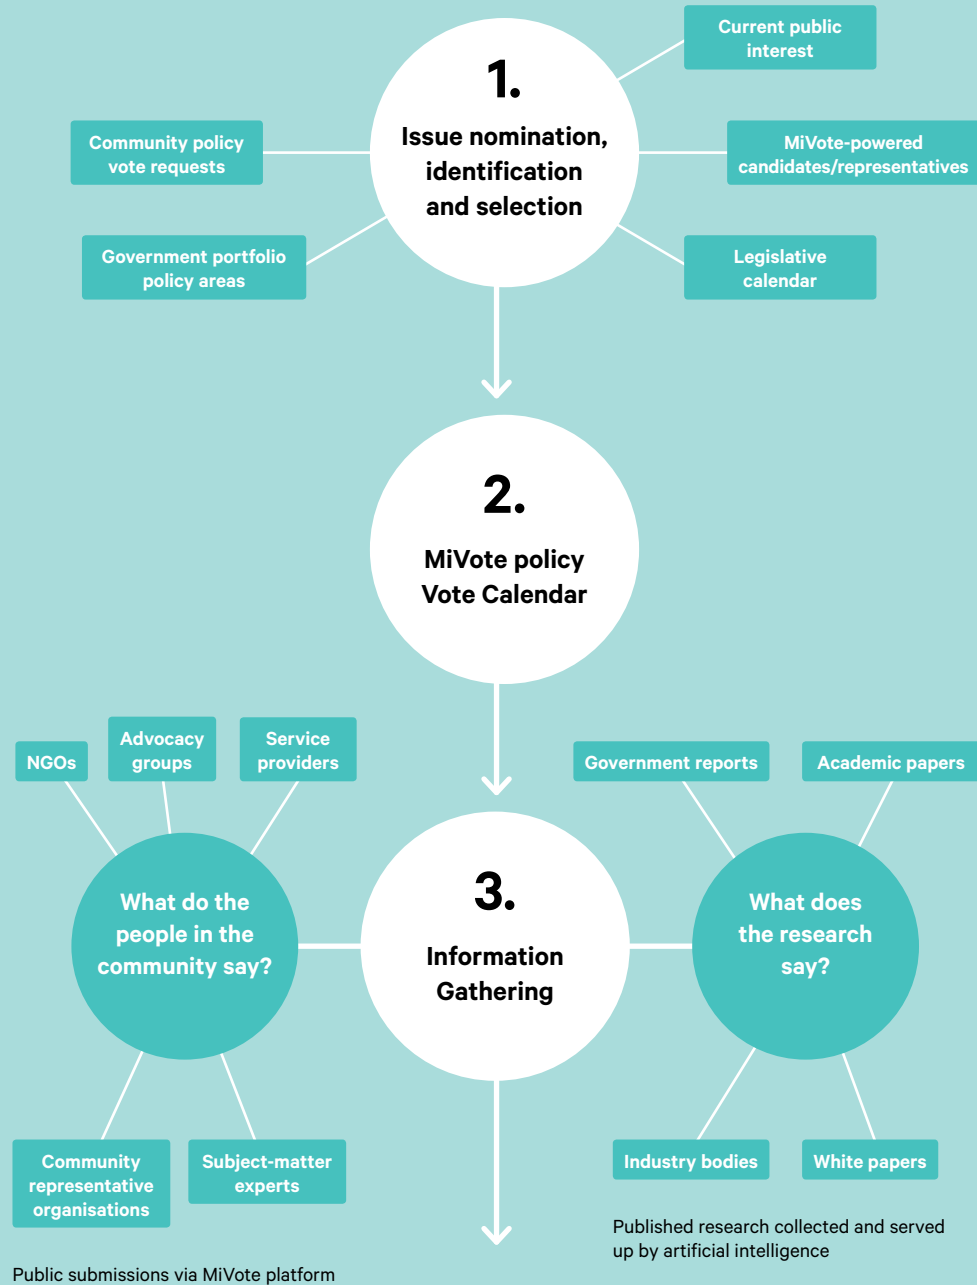 Current public
interest
1.
Issue nomination,
identification
and selection
Community policy
vote requests
MiVote-powered
candidates/representatives
Government portfolio
policy areas
Legislative
calendar
2.
MiVote policy
Vote Calendar
NGOs
Advocacy
groups
Service
providers
Government reports
Academic papers
What do the
people in the
community say?
3.
Information
Gathering
What does
the research
say?
Community
representative
organisations
Subject-matter
experts
Industry bodies
White papers
Public submissions via MiVote platform
Published research collected and served
up by artificial intelligence